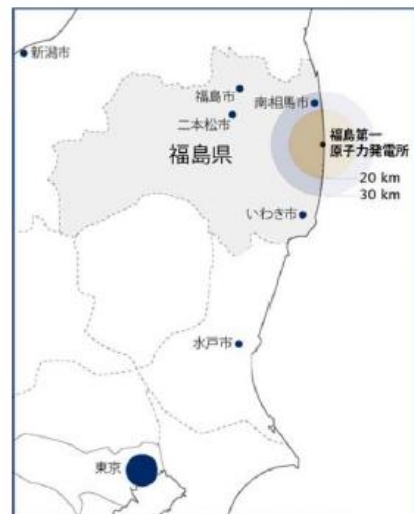 新潟市
福島市
南相馬市
二本松市
福島第一
原子力発電所
福島県
20 km
30 km
いわき市
水戸市
東京